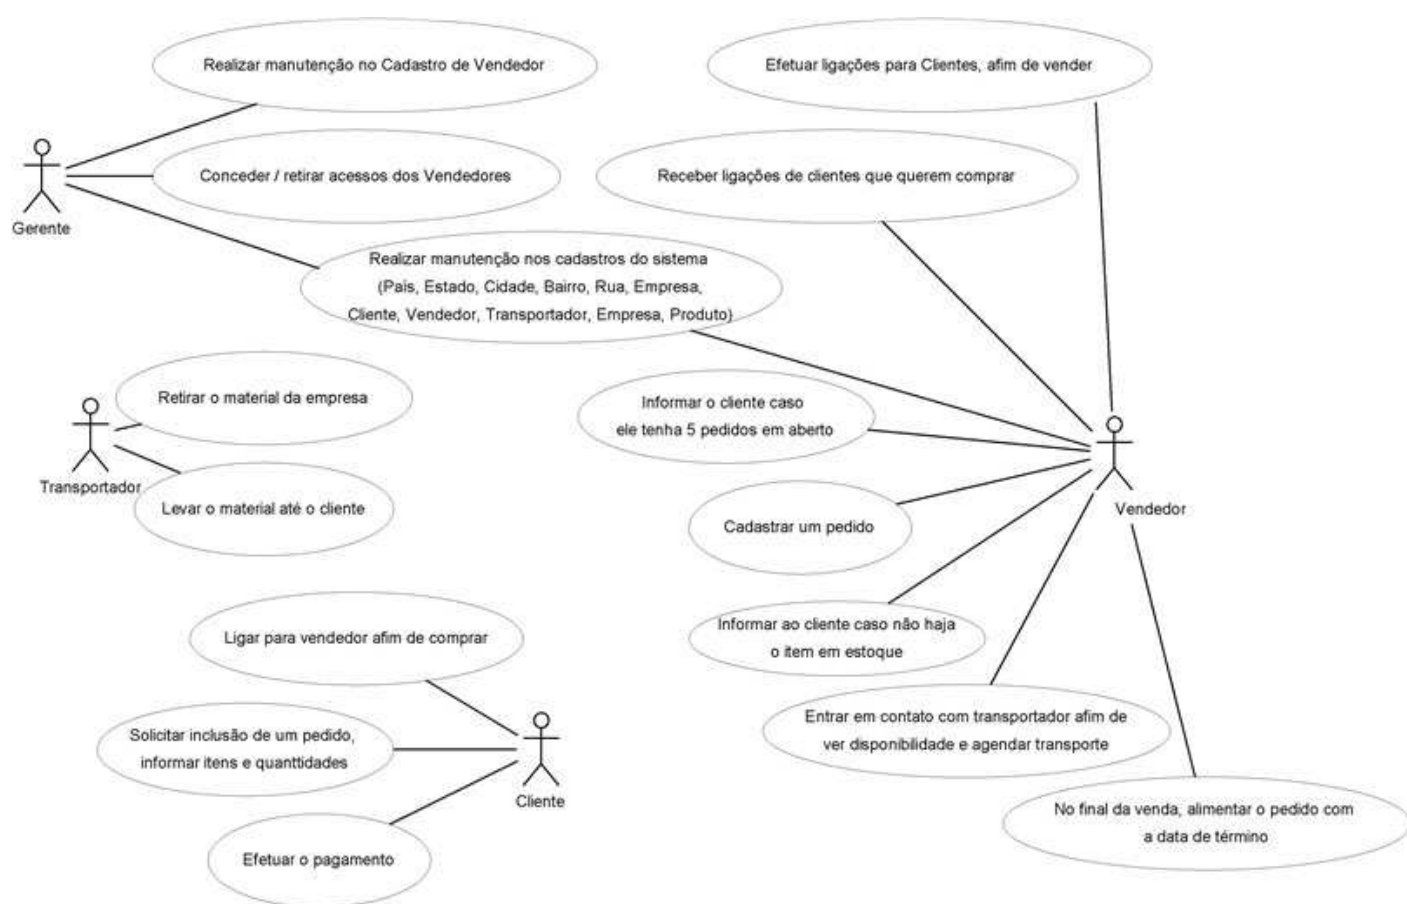 Realizar manutenção no Cadastro de Vendedor
Efetuar ligações para Clientes, afim de vender
Conceder / retirar acessos dos Vendedores
Receber ligações de clientes que querem comprar
Gerente
Realizar manutenção nos cadastros do sistema
(País, Estado, Cidade, Bairro, Rua, Empresa,
Cliente, Vendedor, Transportador, Empresa, Produto)
Retirar o material da empresa
Informar o cliente caso
ele tenha 5 pedidos em aberto
Transportador
Levar o material até o cliente
Cadastrar um pedido
Vendedor
Ligar para vendedor afim de comprar
Informar ao cliente caso não haja
o item em estoque
Solicitar inclusão de um pedido,
informar itens e quanttidades
Entrar em contato com transportador afim de
ver disponibilidade e agendar transporte
Cliente
No final da venda, alimentar o pedido com
a data de término
Efetuar o pagamento